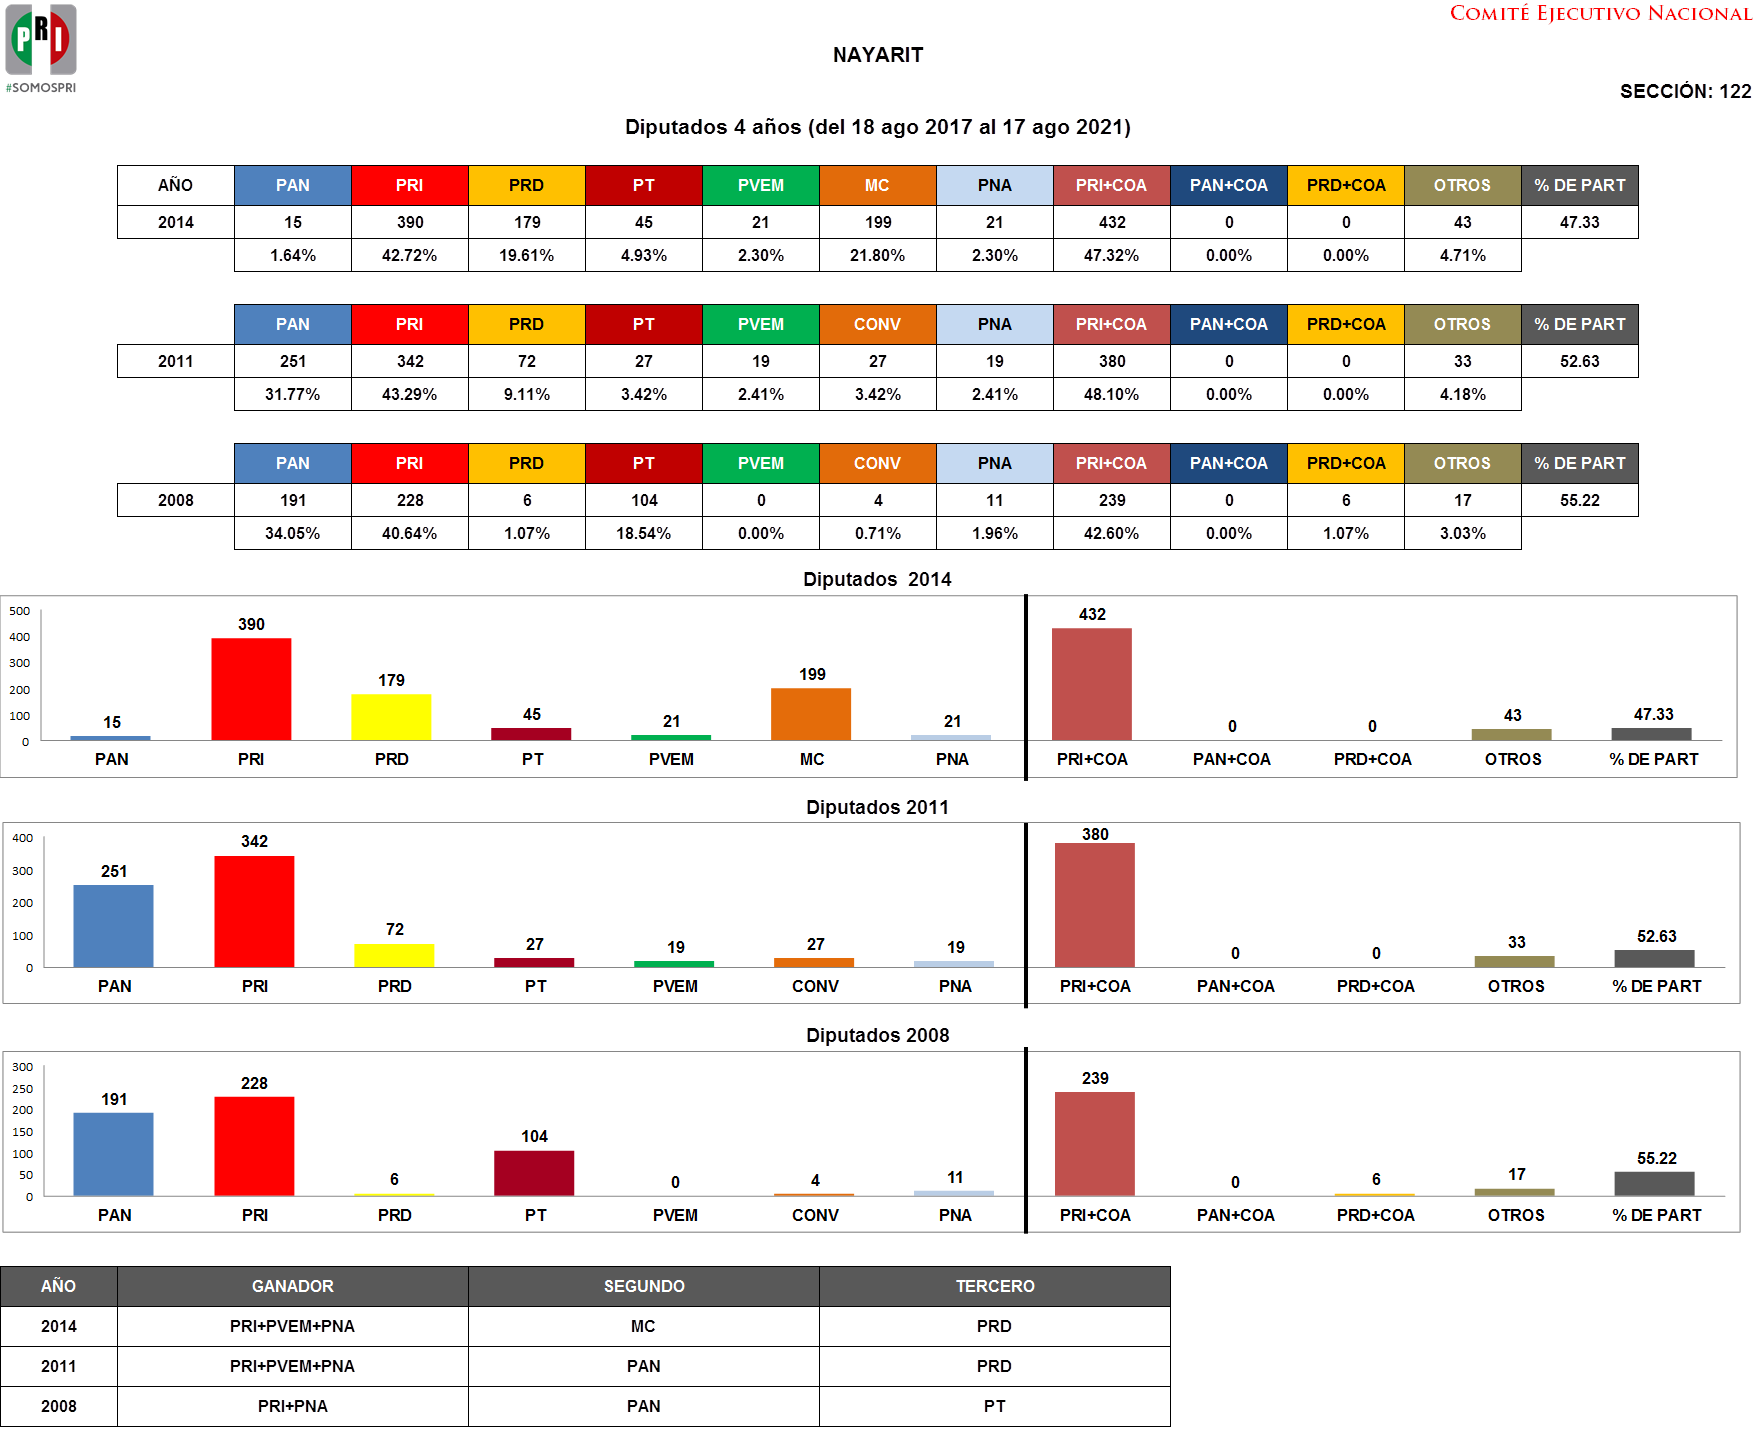 PRI
#SOMOSPRI
COMITÉ EJECUTIVO NACIONAL
NAYARIT
SECCIÓN: 122
Diputados 4 años (del 18 ago 2017 al 17 ago 2021)
AÑO PAN PRI PRD PT PVEM MC PNA PRI+COA PAN+COA PRD+COA OTROS % DE PART
2014 15 390 179 45 21 199 21 432 0 0 43 47.33
1.64% 42.72% 19.61% 4.93% 2.30% 21.80% 2.30% 47.32% 0.00% 0.00% 4.71%
PAN PRI PRD PT PVEM CONV PNA PRI+COA PAN+COA PRD+COA OTROS % DE PART
2011 251 342 72 27 19 27 19 380 0 0 33 52.63
31.77% 43.29% 9.11% 3.42% 2.41% 3.42% 2.41% 48.10% 0.00% 0.00% 4.18%
PAN PRI PRD PT PVEM CONV PNA PRI+COA PAN+COA PRD+COA OTROS % DE PART
2008 191 228 6 104 0 4 11 239 0 6 17 55.22
34.05% 40.64% 1.07% 18.54% 0.00% 0.71% 1.96% 42.60% 0.00% 1.07% 3.03%
Diputados 2014
500
400
300
200
100
0
15 390 179 45 21 199 21 432 0 0 43 47.33
PAN PRI PRD PT PVEM MC PNA PRI+COA PAN+COA PRD+COA OTROS % DE PART
Diputados 2011
400
300
200
100
0
251 342 72 27 19 27 19 380 0 0 33 52.63
PAN PRI PRD PT PVEM CONV PNA PRI+COA PAN+COA PRD+COA OTROS % DE PART
Diputados 2008
300
250
200
150
100
50
0
191 228 6 104 0 4 11 239 0 6 17 55.22
PAN PRI PRD PT PVEM CONV PNA PRI+COA PAN+COA PRD+COA OTROS % DE PART
AÑO GANADOR SEGUNDO TERCERO
2014 PRI+PVEM+PNA MC PRD
2011 PRI+PVEM+PNA PAN PRD
2008 PRI+PNA PAN PT